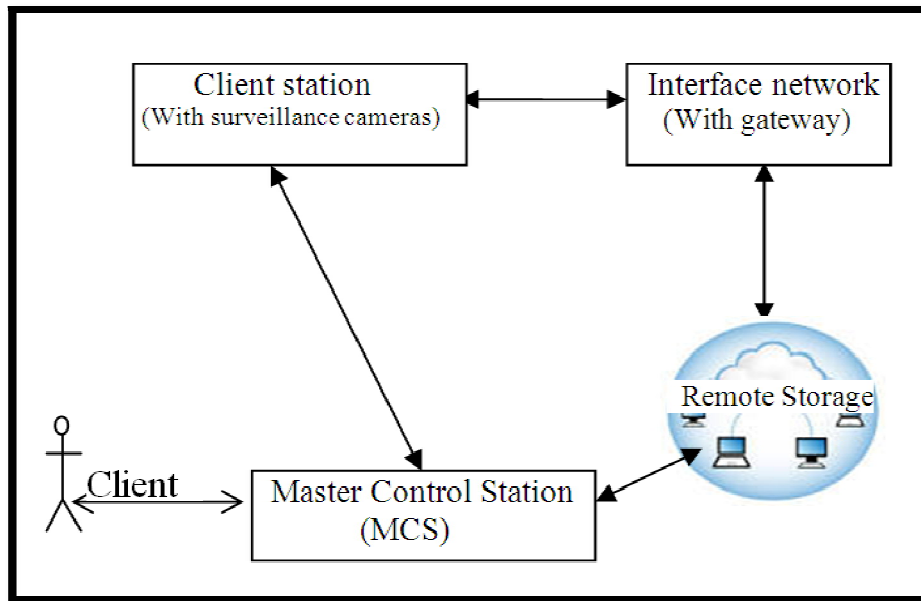 Client station
(With surveillance cameras)
Interface network
(With gateway)
Remote Storage
Client
Master Control Station
(MCS)